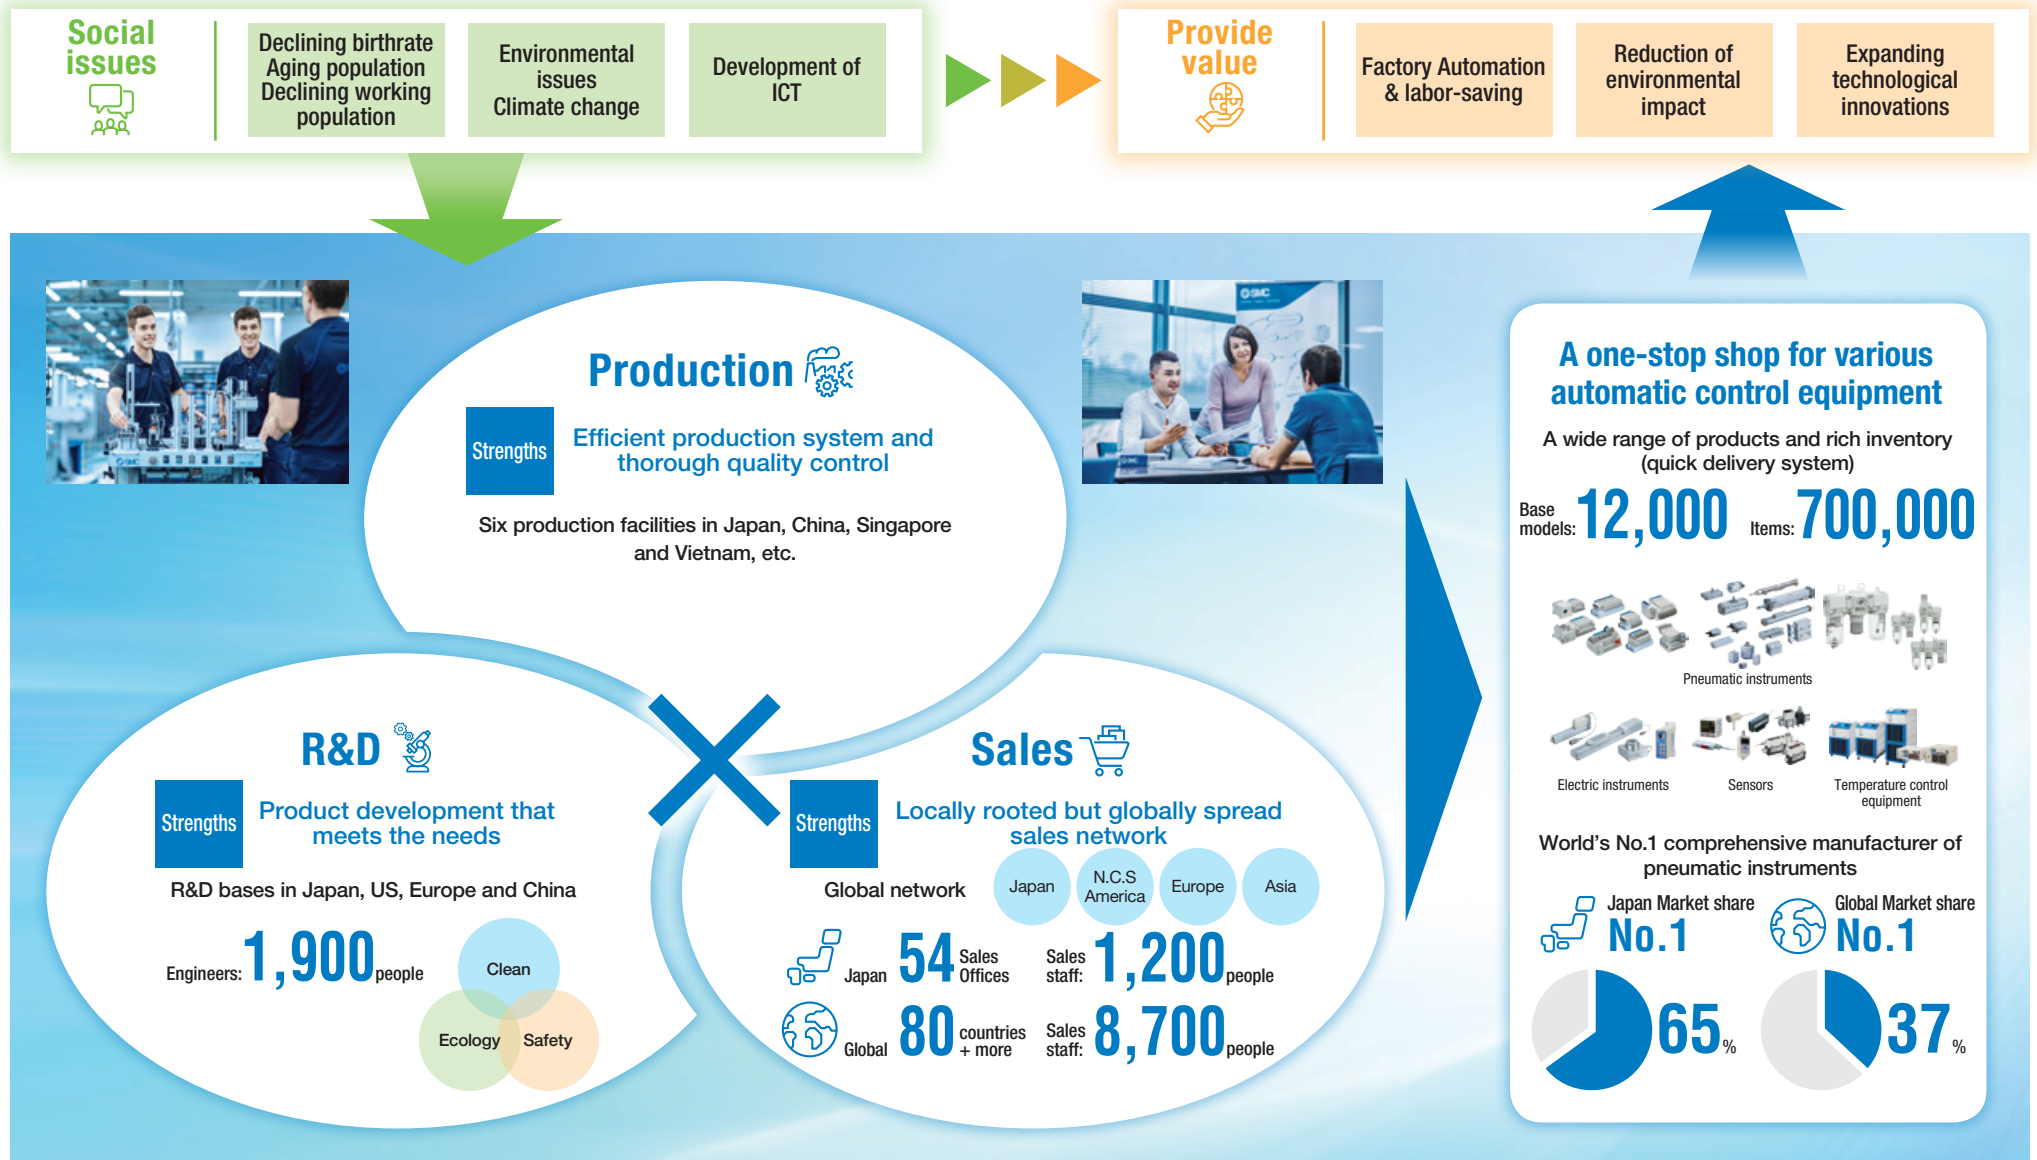 Social
issues
Declining birthrate
Aging population
Declining working
population
Environmental
issues
Climate change
Development of
ICT
Provide
value
Factory Automation
& labor-saving
Reduction of
environmental
impact
Expanding
technological
innovations
Production
Strengths
Efficient production system and
thorough quality control
Six production facilities in Japan, China, Singapore
and Vietnam, etc.
SMC
R&D
Strengths
Product development that
meets the needs
R&D bases in Japan, US, Europe and China
Engineers: 1,900 people
Clean
Ecology
Safety
Sales
Strengths
Locally rooted but globally spread
sales network
Global network
Japan
N.C.S
America
Europe
Asia
Japan 54 Sales
Offices
Sales
staff: 1,200 people
Global 80 countries
+ more
Sales
staff: 8,700 people
A one-stop shop for various
automatic control equipment
A wide range of products and rich inventory
(quick delivery system)
Base
models: 12,000
Items: 700,000
Pneumatic instruments
Electric instruments
Sensors
Temperature control
equipment
World's No.1 comprehensive manufacturer of
pneumatic instruments
Japan Market share
No.1
65%
Global Market share
No.1
37%